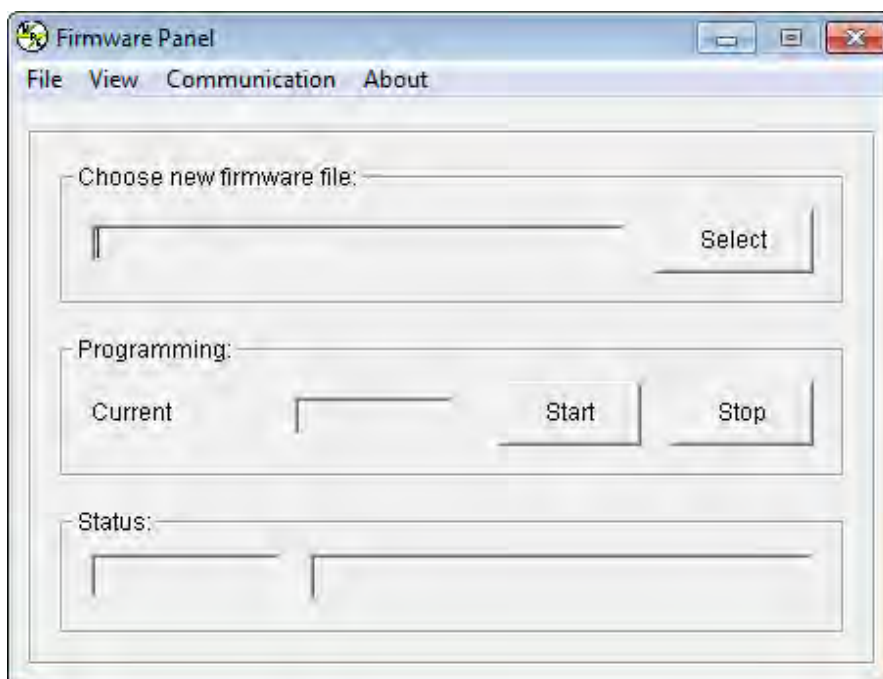 Firmware Panel
File View Communication About
Choose new firmware file:
Select
Programming:
Current Start Stop
Status: